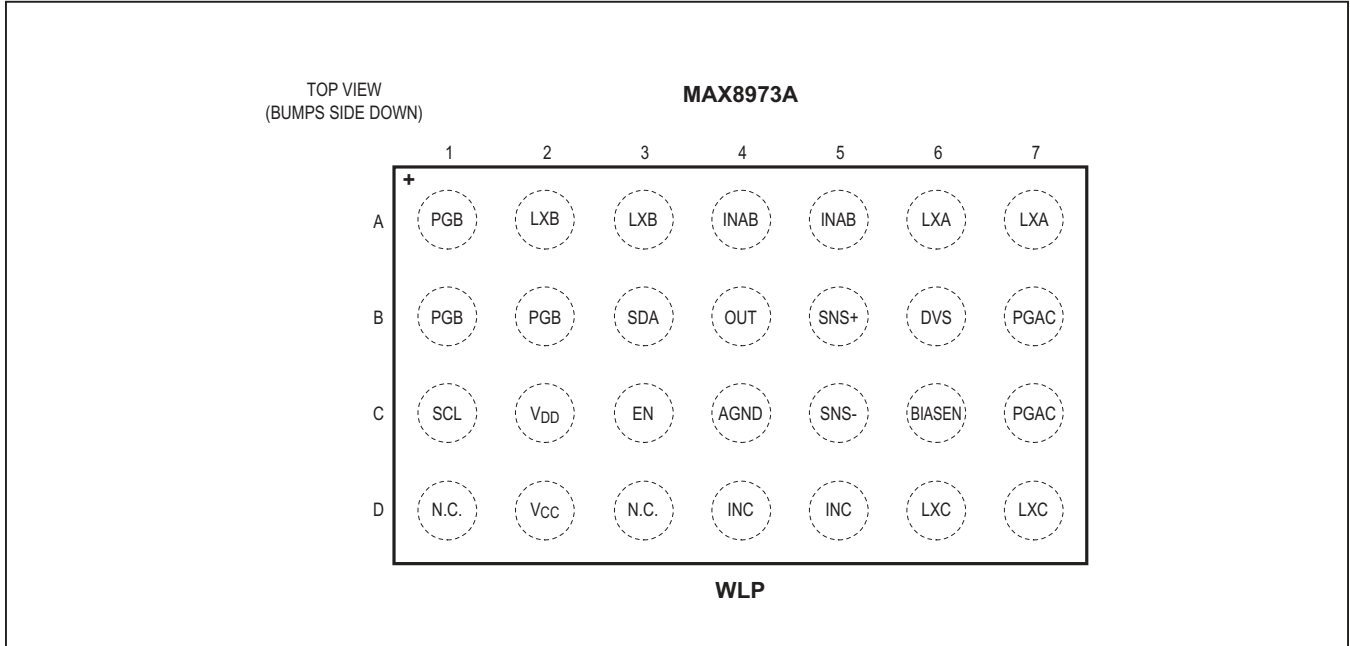 TOP VIEW
(BUMPS SIDE DOWN)
MAX8973A
1 2 3 4 5 6 7
+
A PGB LXB LXB INAB INAB LXA LXA
B PGB PGB SDA OUT SNS+ DVS PGAC
C SCL VDD EN AGND SNS- BIASEN PGAC
D N.C. VCC N.C. INC INC LXC LXC
WLP